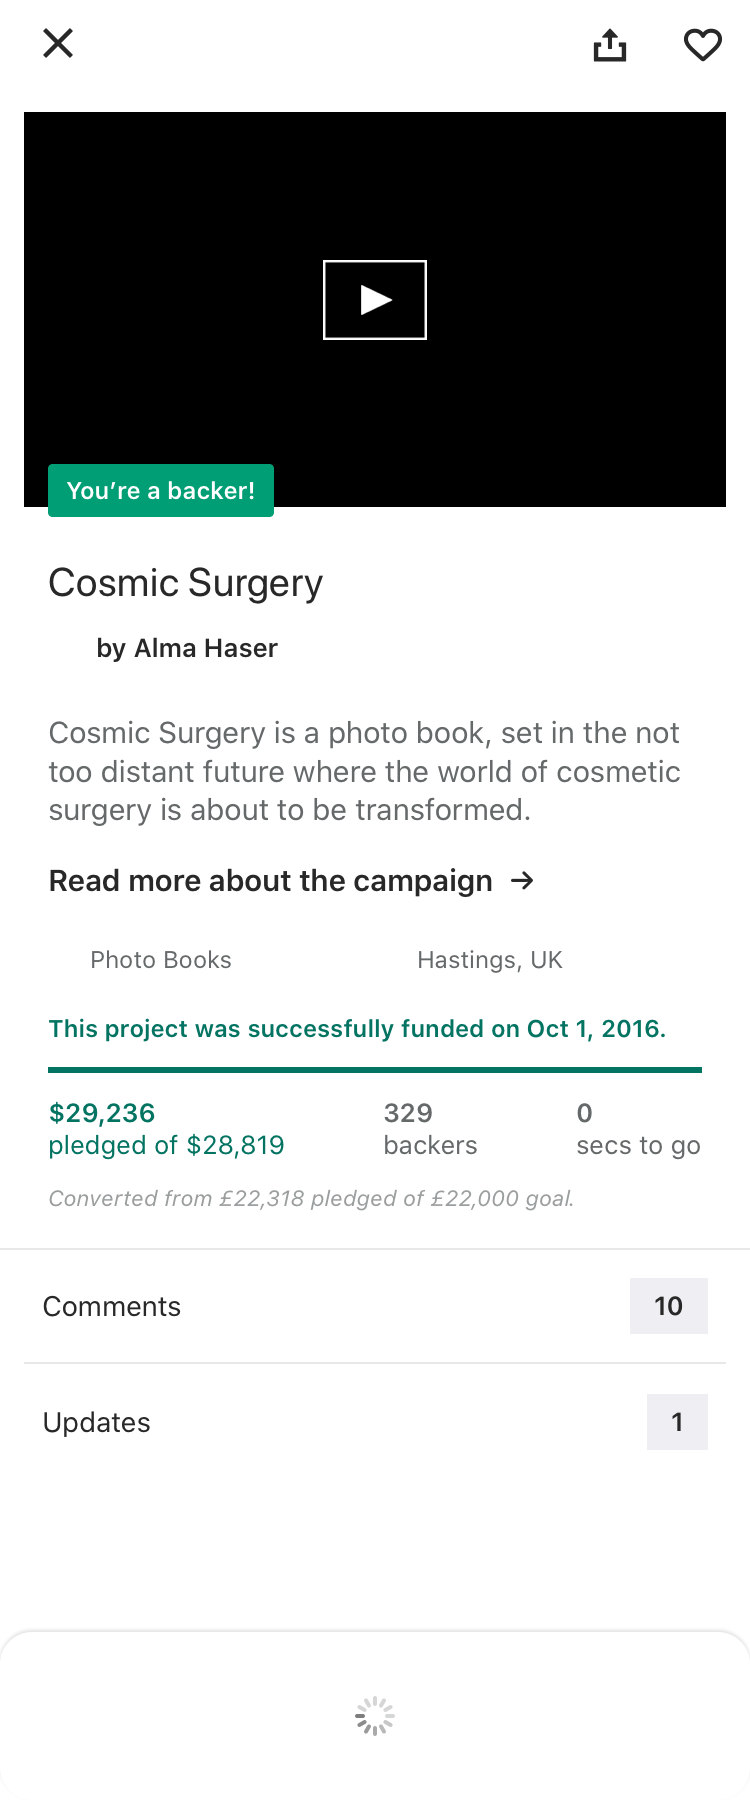 You're a backer!
Cosmic Surgery
by Alma Haser
Cosmic Surgery is a photo book, set in the not
too distant future where the world of cosmetic
surgery is about to be transformed.
Read more about the campaign →
Photo Books
Hastings, UK
This project was successfully funded on Oct 1, 2016.
$29,236
pledged of $28,819
329
backers
0
secs to go
Converted from £22,318 pledged of £22,000 goal.
Comments
10
Updates
1